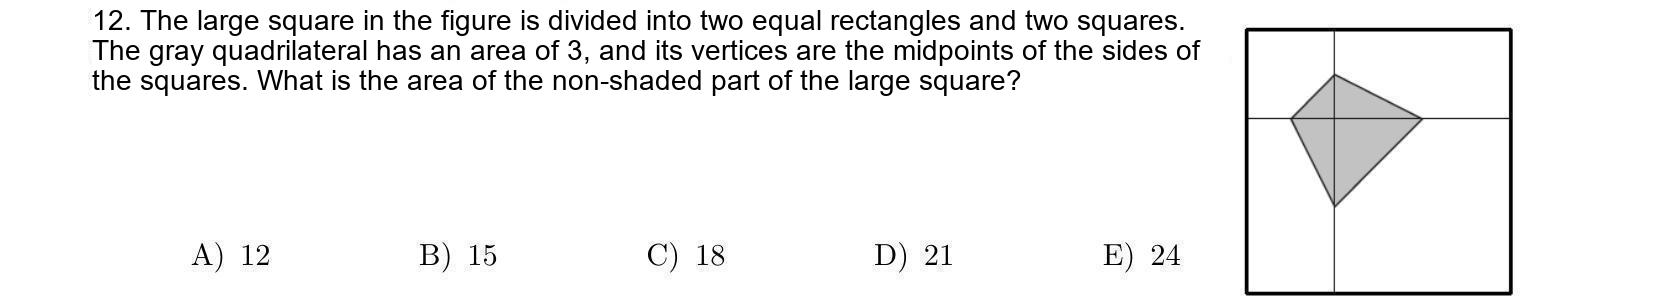 12. The large square in the figure is divided into two equal rectangles and two squares.
The gray quadrilateral has an area of 3, and its vertices are the midpoints of the sides of
the squares. What is the area of the non-shaded part of the large square?
A) 12 B) 15 C) 18 D) 21 E) 24